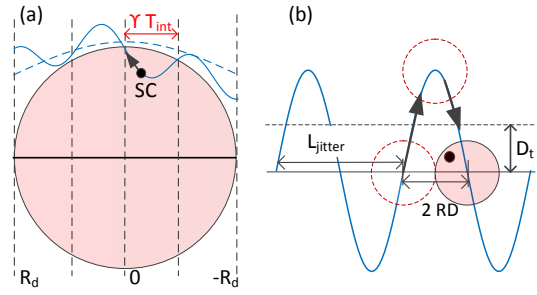 (a)
ϒ T_int
SC
R_d
0
-R_d
(b)
L_jitter
D_t
2 RD